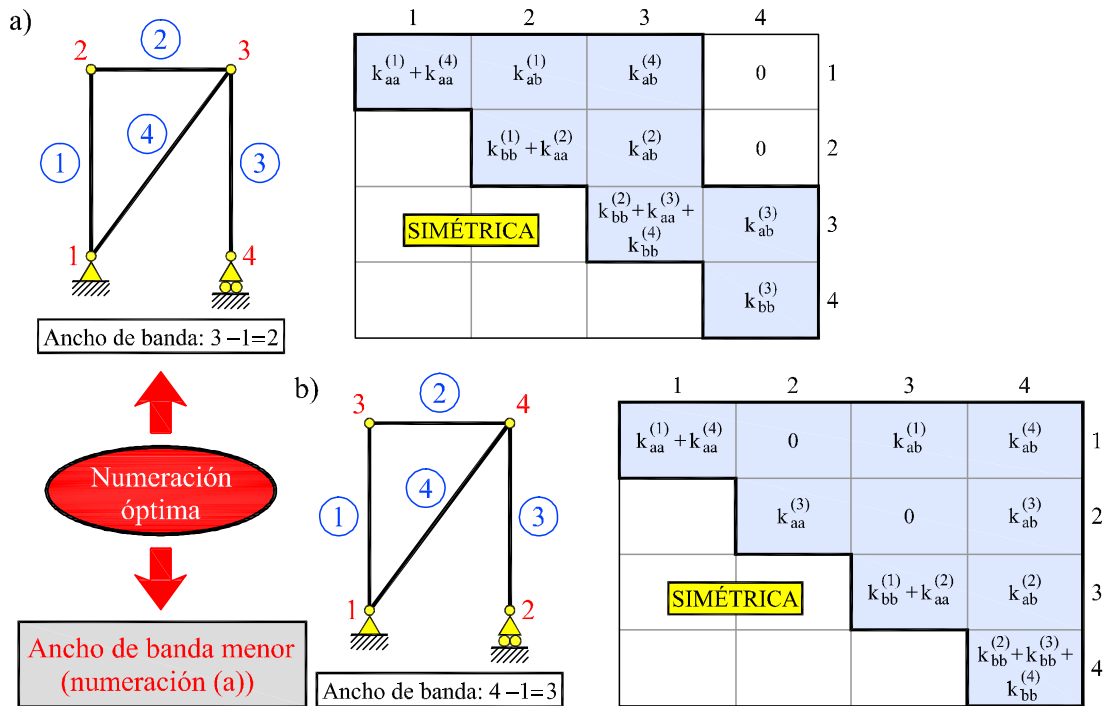 a)
2
2
3
4
1
3
1
4
Ancho de banda: 3−1=2
1 2 3 4
k_aa^(1)+k_aa^(4) k_ab^(1) k_ab^(4) 0 1
k_bb^(1)+k_aa^(2) k_ab^(2) 0 2
k_bb^(2)+k_aa^(3)+
k_bb^(4)
k_ab^(3) 3
SIMÉTRICA
k_bb^(3) 4
Numeración
óptima
Ancho de banda menor
(numeración (a))
b)
2
3
4
4
1
3
1
2
Ancho de banda: 4−1=3
1 2 3 4
k_aa^(1)+k_aa^(4) 0 k_ab^(1) k_ab^(4) 1
k_aa^(3) 0 k_ab^(3) 2
SIMÉTRICA
k_bb^(1)+k_aa^(2) k_ab^(2) 3
k_bb^(2)+k_bb^(3)+
k_bb^(4)
4